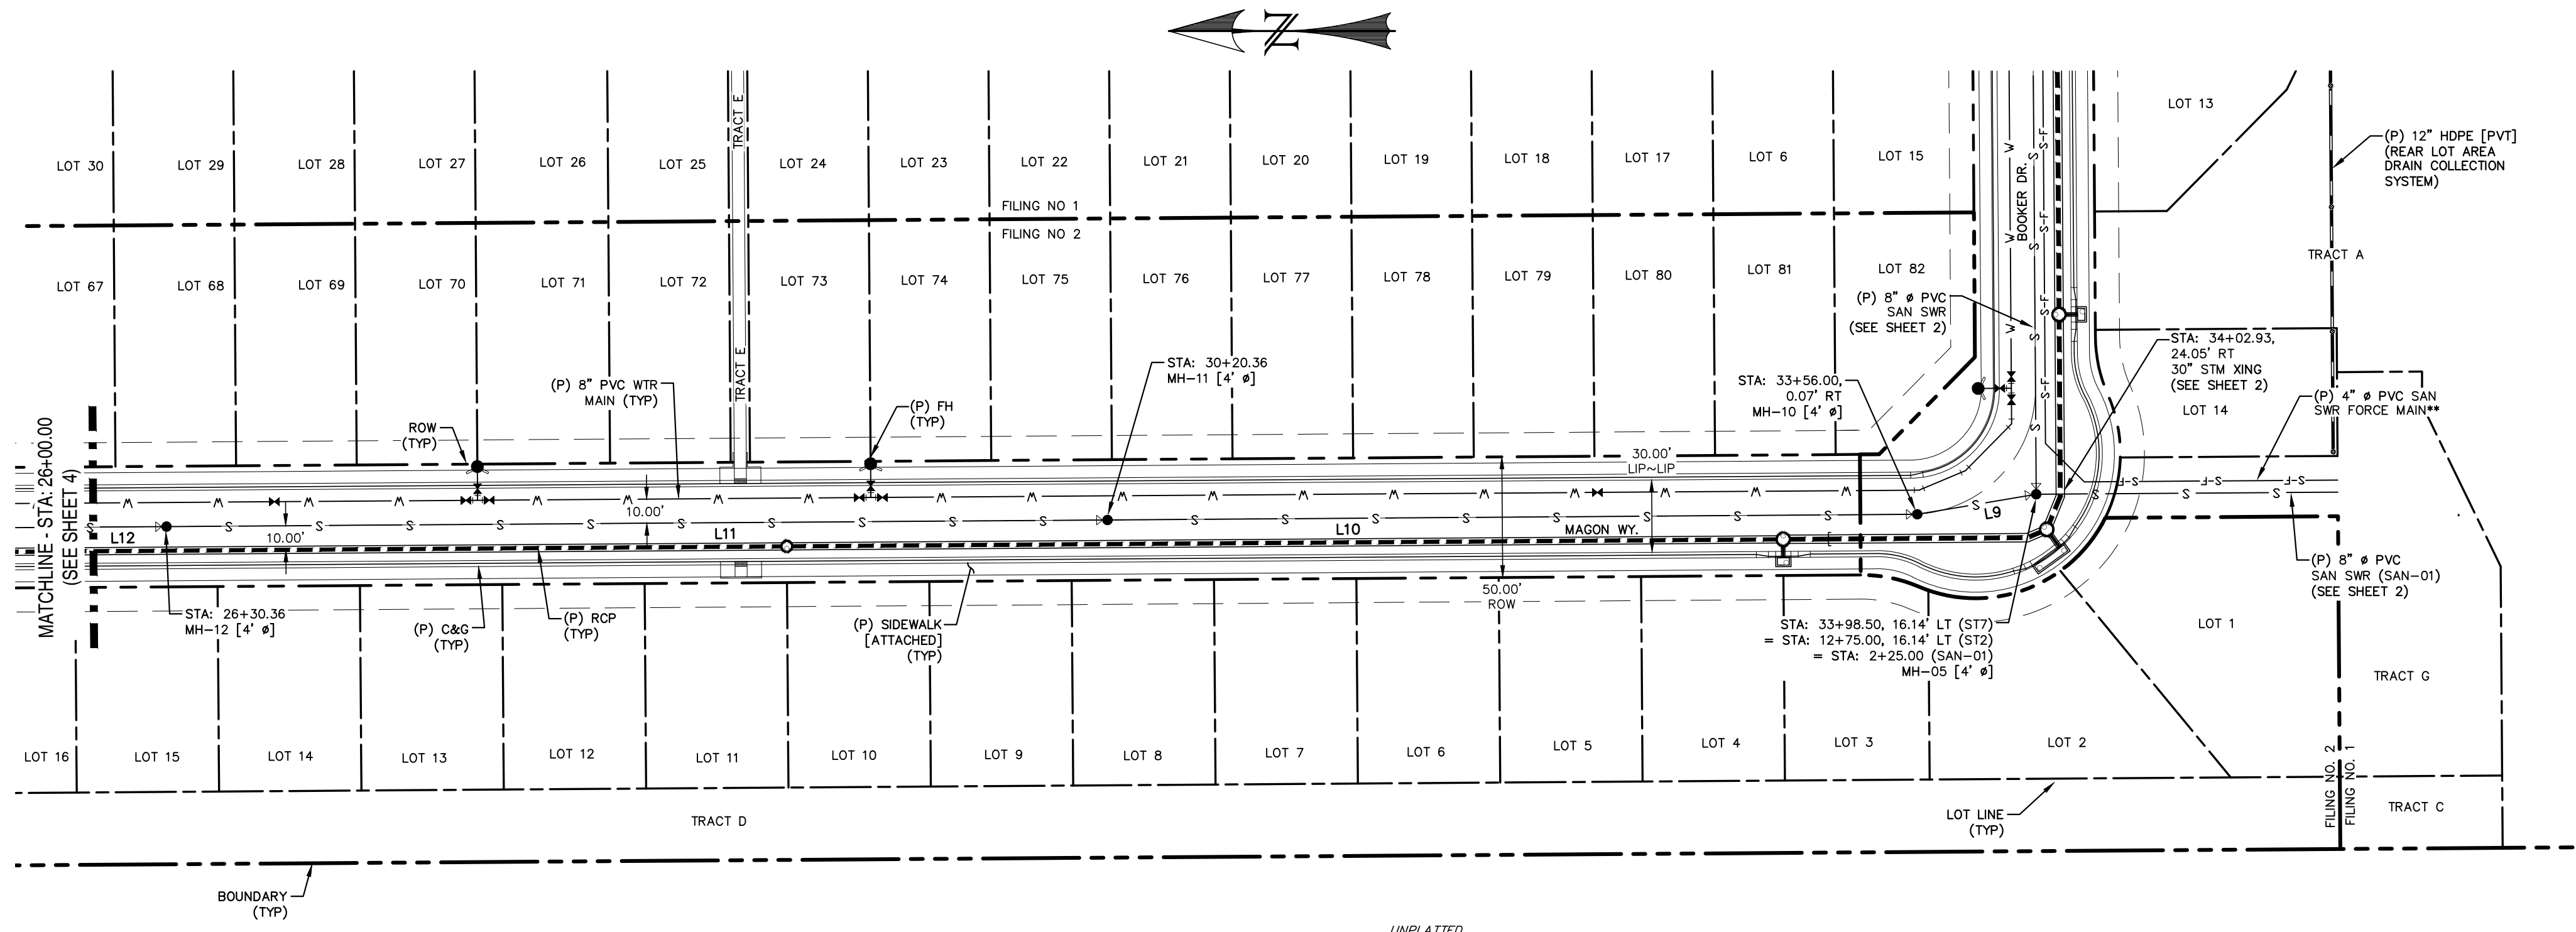 N
LOT 30
LOT 29
LOT 28
LOT 27
LOT 26
LOT 25
TRACT E
LOT 24
LOT 23
LOT 22
LOT 21
LOT 20
LOT 19
LOT 18
LOT 17
LOT 6
LOT 15
LOT 13
FILING NO 1
FILING NO 2
LOT 67
LOT 68
LOT 69
LOT 70
LOT 71
LOT 72
TRACT E
LOT 73
LOT 74
LOT 75
LOT 76
LOT 77
LOT 78
LOT 79
LOT 80
LOT 81
LOT 82
BOOKER DR.
(P) 12" HDPE [PVT]
(REAR LOT AREA
DRAIN COLLECTION
SYSTEM)
TRACT A
(P) 8" ø PVC
SAN SWR
(SEE SHEET 2)
STA: 34+02.93,
24.05' RT
30" STM XING
(SEE SHEET 2)
LOT 14
(P) 4" ø PVC SAN
SWR FORCE MAIN**
STA: 30+20.36
MH-11 [4' ø]
STA: 33+56.00,
0.07' RT
MH-10 [4' ø]
(P) 8" PVC WTR
MAIN (TYP)
(P) FH
(TYP)
ROW
(TYP)
MATCHLINE - STA: 26+00.00
(SEE SHEET 4)
30.00'
LIP~LIP
10.00'
10.00'
L12
L11
L10
MAGON WY.
L9
50.00'
ROW
STA: 26+30.36
MH-12 [4' ø]
(P) C&G
(TYP)
(P) RCP
(TYP)
(P) SIDEWALK
[ATTACHED]
(TYP)
STA: 33+98.50, 16.14' LT (ST7)
= STA: 12+75.00, 16.14' LT (ST2)
= STA: 2+25.00 (SAN-01)
MH-05 [4' ø]
(P) 8" ø PVC
SAN SWR (SAN-01)
(SEE SHEET 2)
LOT 1
TRACT G
LOT 16
LOT 15
LOT 14
LOT 13
LOT 12
LOT 11
LOT 10
LOT 9
LOT 8
LOT 7
LOT 6
LOT 5
LOT 4
LOT 3
LOT 2
FILING NO. 2
FILING NO. 1
TRACT C
TRACT D
LOT LINE
(TYP)
BOUNDARY
(TYP)
UNPLATTED